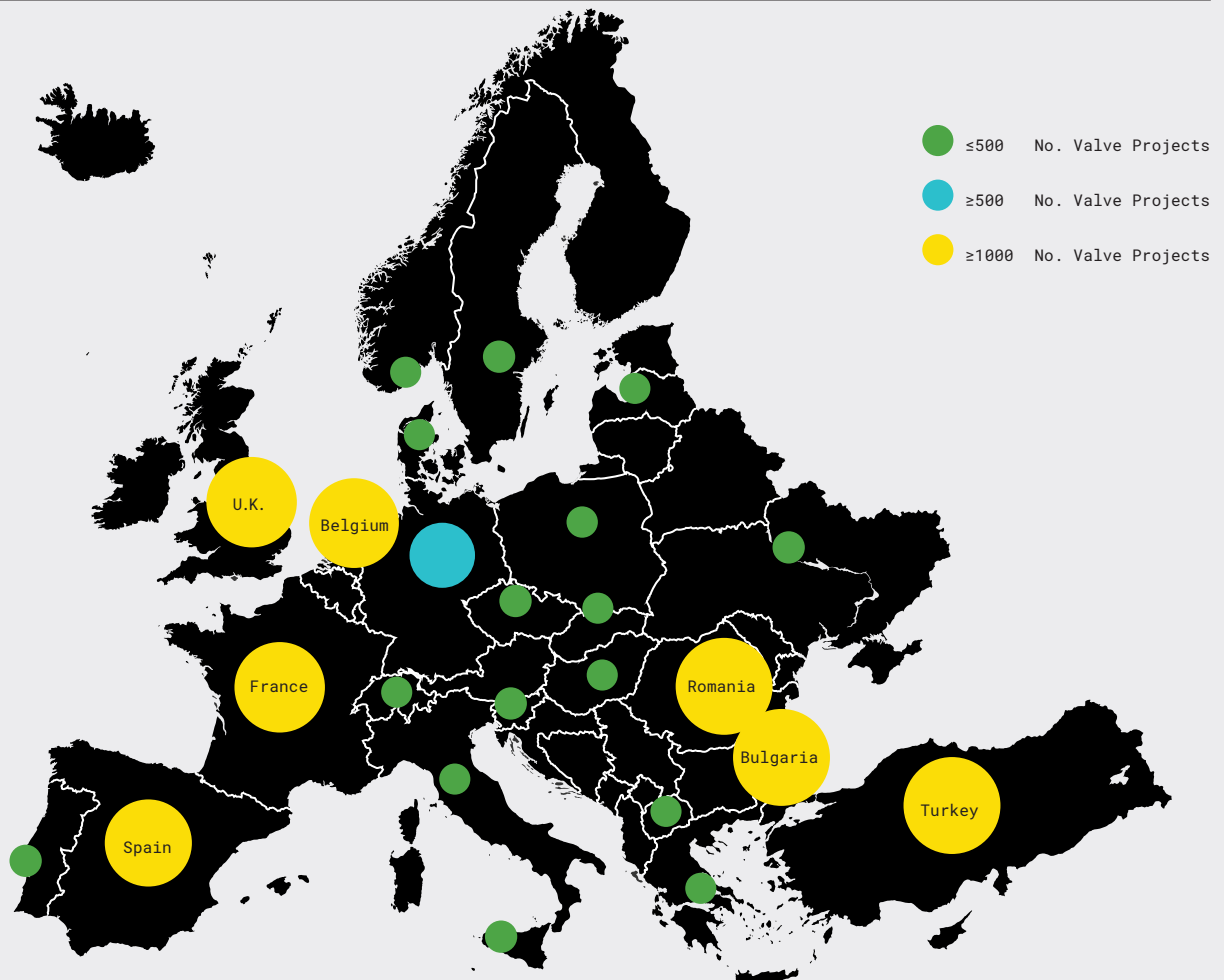 ≤500 No. Valve Projects
≥500 No. Valve Projects
≥1000 No. Valve Projects
U.K.
Belgium
France
Romania
Bulgaria
Turkey
Spain